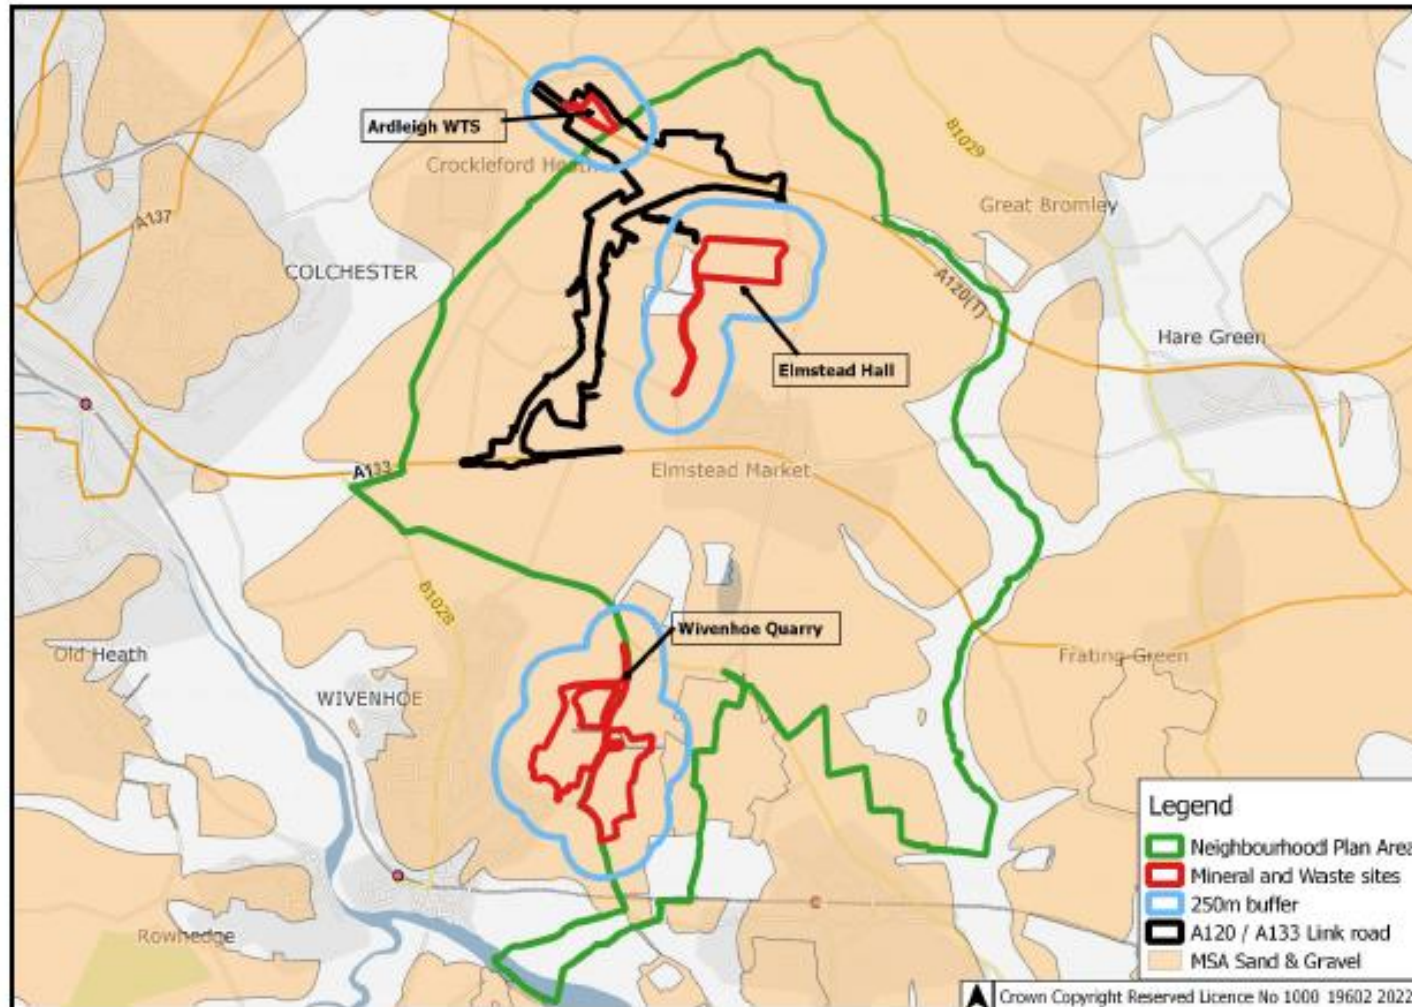 Ardleigh WTS
Crockleford Heath
B1029
A137
Great Bromley
COLCHESTER
A120(T)
Hare Green
Elmstead Hall
A133
Elmstead Market
B1028
Wivenhoe Quarry
Old Heath
Frating Green
WIVENHOE
Rowhedge
Legend
Neighbourhood Plan Area
Mineral and Waste sites
250m buffer
A120 / A133 Link road
MSA Sand & Gravel
Crown Copyright Reserved Licence No 1000 19602 2022